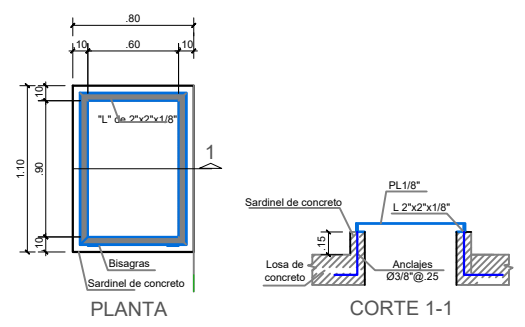 .80
.10
.60
.10
.10
"L" de 2"x2"x1/8"
1
1.10
.90
.10
Bisagras
Sardinel de concreto
PLANTA
PL1/8"
L 2"x2"x1/8"
Sardinel de concreto
.15
Losa de
concreto
Anclajes
Ø3/8"@.25
CORTE 1-1